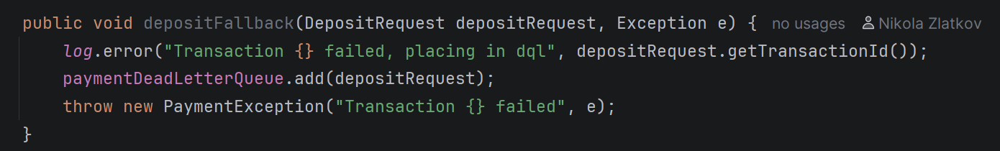 public void depositFallback(DepositRequest depositRequest, Exception e) { no usages Nikola Zlatkov
    log.error("Transaction {} failed, placing in dql", depositRequest.getTransactionId());
    paymentDeadLetterQueue.add(depositRequest);
    throw new PaymentException("Transaction {} failed", e);
}